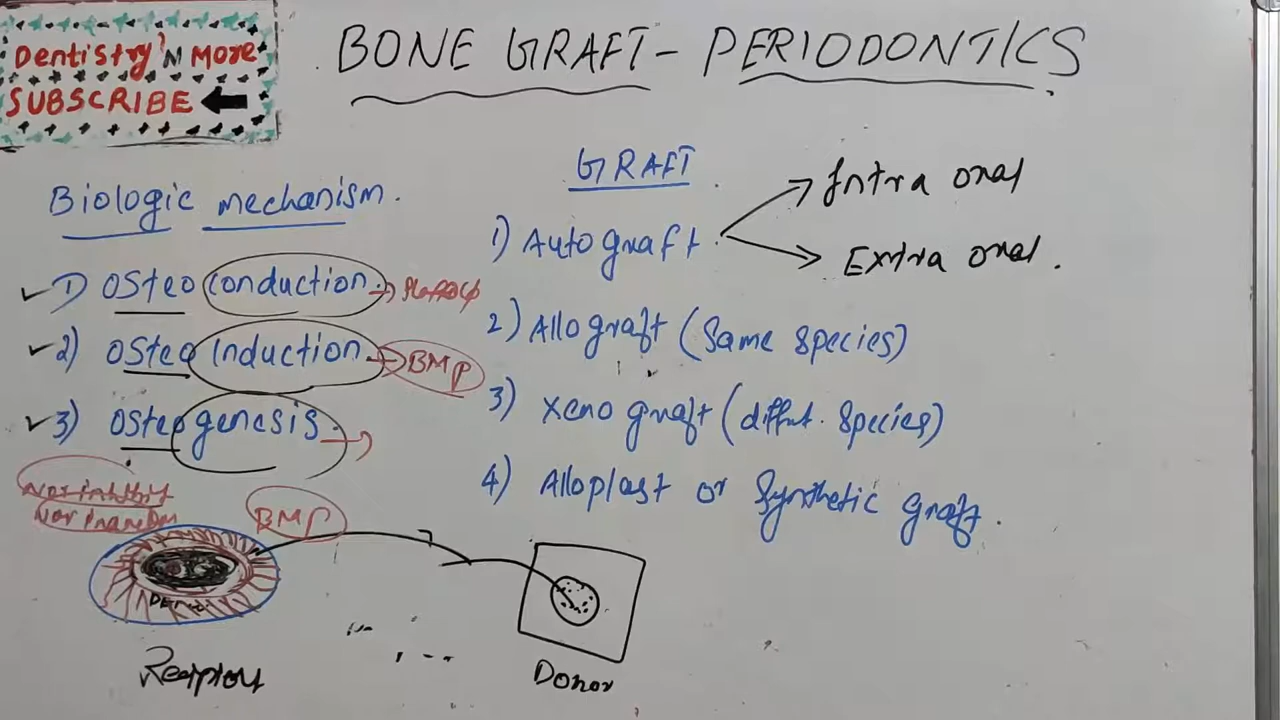 Dentistry'N More
SUBSCRIBE
BONE GRAFT - PERIODONTICS
Biologic mechanism.
1) Osteo conduction →
2) Osteo Induction → BMP
3) Osteogenesis. →
GRAFT
1) Autograft.
Intra oral
Extra oral.
2) Allograft (Same Species)
3) Xeno graft (diffnt. Species)
4) Alloplast or Synthetic Graft.
BMP
Donor